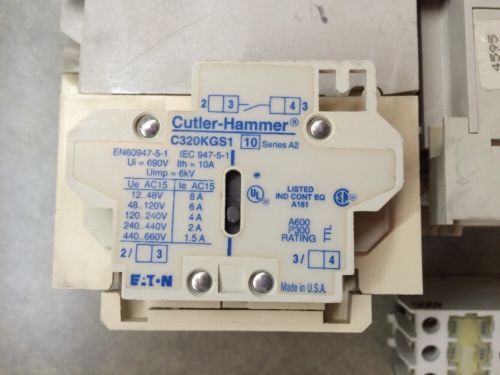 2 3 4 3
Cutler-Hammer®
C320KGS1 10 Series A2
EN60947-5-1 IEC 947-5-1
Ui = 690V Ith = 10A
Uimp = 6kV
Ue AC15 Ie AC15
12..48V 8 A
48..120V 6 A
120..240V 4 A
240..440V 2 A
440..660V 1.5 A
UL®
LISTED
IND CONT EQ
A161
SA®
A600
P300
RATING
TTL
2 / 3
3 / 4
EATON
Made in U.S.A.
4595